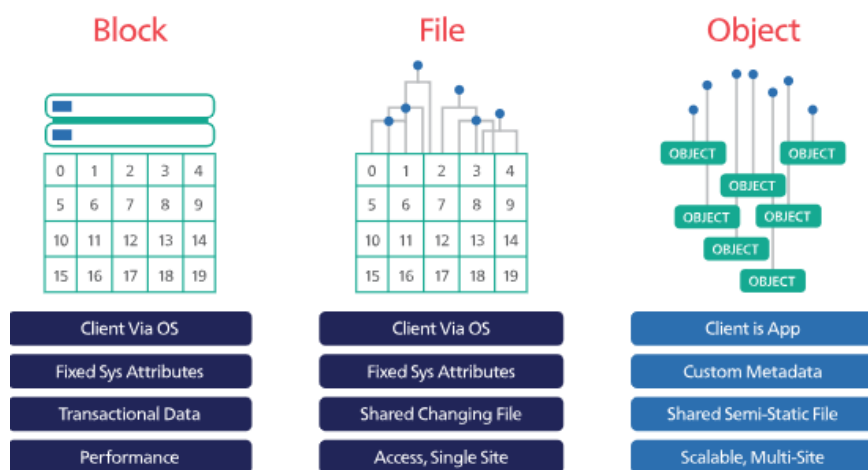 Block
0 1 2 3 4
5 6 7 8 9
10 11 12 13 14
15 16 17 18 19
Client Via OS
Fixed Sys Attributes
Transactional Data
Performance
File
0 1 2 3 4
5 6 7 8 9
10 11 12 13 14
15 16 17 18 19
Client Via OS
Fixed Sys Attributes
Shared Changing File
Access, Single Site
Object
OBJECT
OBJECT
OBJECT
OBJECT
OBJECT
OBJECT
OBJECT
Client is App
Custom Metadata
Shared Semi-Static File
Scalable, Multi-Site